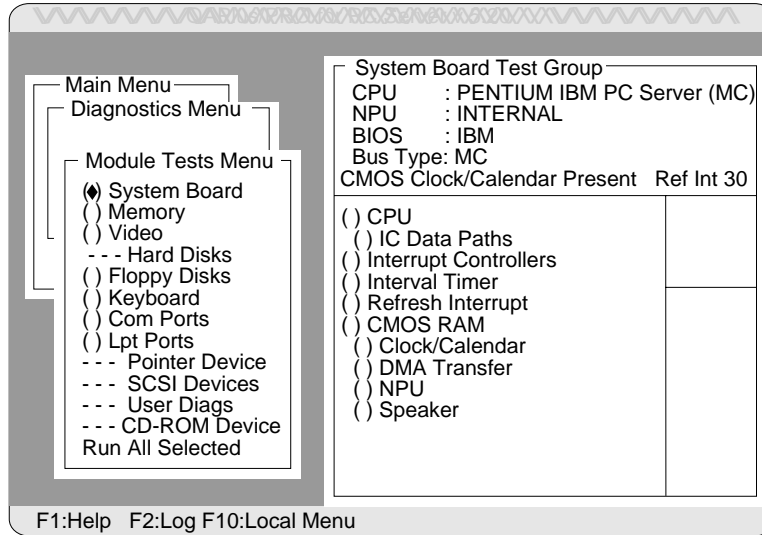 Main Menu
Diagnostics Menu
Module Tests Menu
(♦) System Board
( ) Memory
( ) Video
- - - Hard Disks
( ) Floppy Disks
( ) Keyboard
( ) Com Ports
( ) Lpt Ports
- - - Pointer Device
- - - SCSI Devices
- - - User Diags
- - - CD-ROM Device
Run All Selected
System Board Test Group
CPU : PENTIUM IBM PC Server (MC)
NPU : INTERNAL
BIOS : IBM
Bus Type: MC
CMOS Clock/Calendar Present Ref Int 30
( ) CPU
( ) IC Data Paths
( ) Interrupt Controllers
( ) Interval Timer
( ) Refresh Interrupt
( ) CMOS RAM
( ) Clock/Calendar
( ) DMA Transfer
( ) NPU
( ) Speaker
F1:Help F2:Log F10:Local Menu